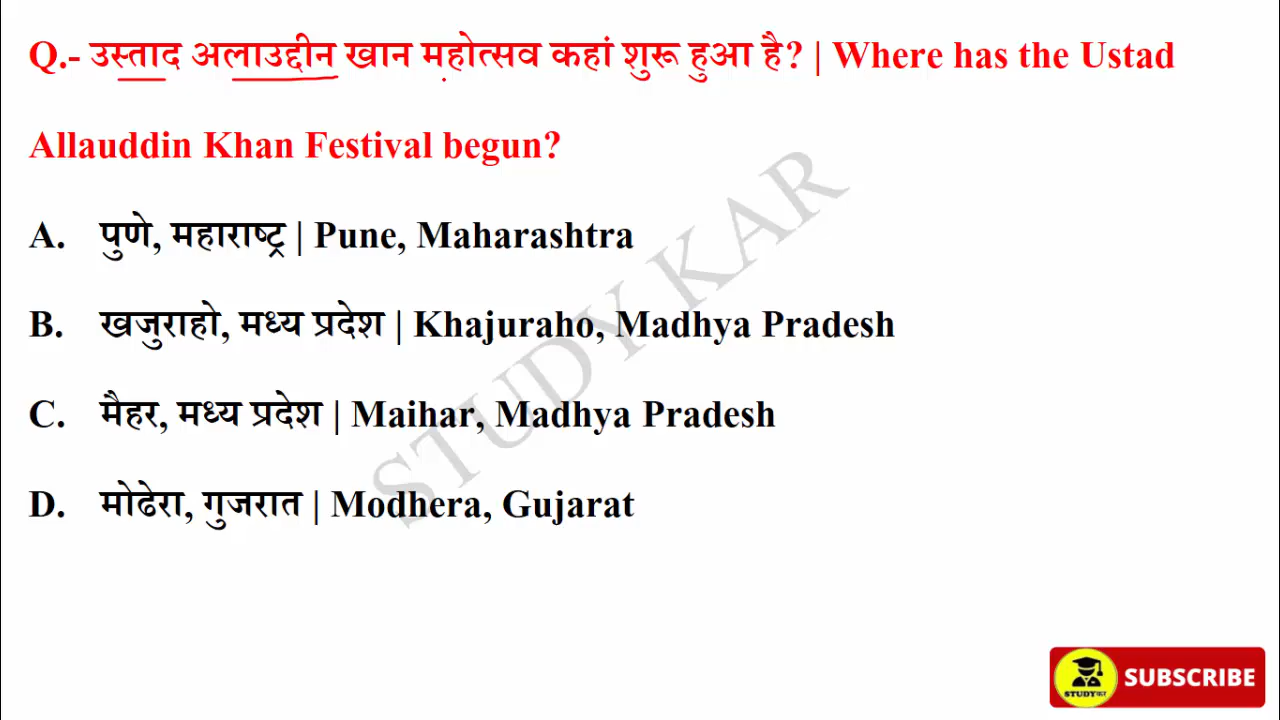 Q.- उस्ताद अलाउद्दीन खान महोत्सव कहां शुरू हुआ है? | Where has the Ustad
Allauddin Khan Festival begun?
A. पुणे, महाराष्ट्र | Pune, Maharashtra
B. खजुराहो, मध्य प्रदेश | Khajuraho, Madhya Pradesh
C. मैहर, मध्य प्रदेश | Maihar, Madhya Pradesh
D. मोढेरा, गुजरात | Modhera, Gujarat
STUDY KAR
SUBSCRIBE
STUDYकर